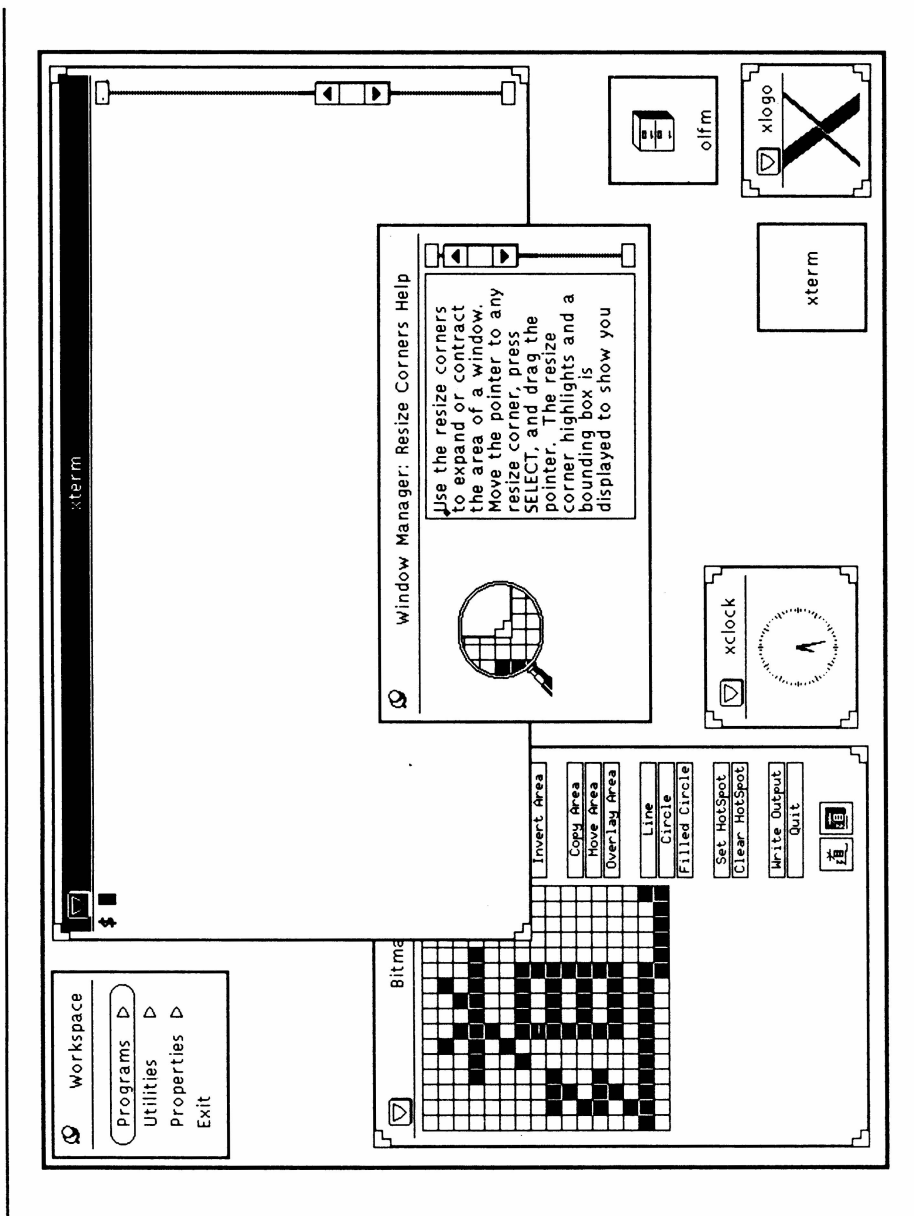 Workspace
Programs
Utilities
Properties
Exit
xterm
$
Window Manager: Resize Corners Help
Use the resize corners
to expand or contract
the area of a window.
Move the pointer to any
resize corner, press
SELECT, and drag the
pointer. The resize
corner highlights and a
bounding box is
displayed to show you
olfm
xlogo
xterm
xclock
Bitma
Invert Area
Copy Area
Move Area
Overlay Area
Line
Circle
Filled Circle
Set HotSpot
Clear HotSpot
Write Output
Quit
道